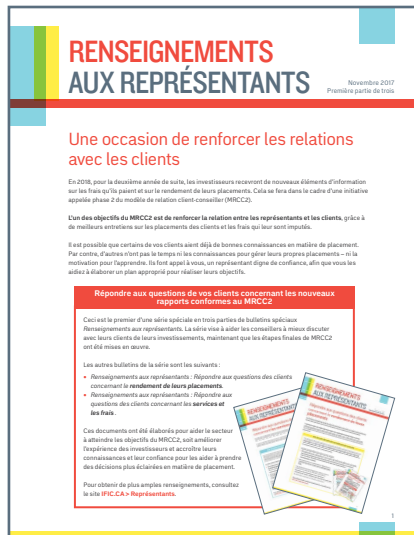 RENSEIGNEMENTS
AUX REPRÉSENTANTS
Novembre 2017
Première partie de trois
Une occasion de renforcer les relations
avec les clients
En 2018, pour la deuxième année de suite, les investisseurs recevront de nouveaux éléments d'information
sur les frais qu'ils paient et sur le rendement de leurs placements. Cela se fera dans le cadre d'une initiative
appelée phase 2 du modèle de relation client-conseiller (MRCC2).
L'un des objectifs du MRCC2 est de renforcer la relation entre les représentants et les clients, grâce à
de meilleurs entretiens sur les placements des clients et les frais qui leur sont imputés.
Il est possible que certains de vos clients aient déjà de bonnes connaissances en matière de placement.
Par contre, d'autres n'ont pas le temps ni les connaissances pour gérer leurs propres placements – ni la
motivation pour l'apprendre. Ils font appel à vous, un représentant digne de confiance, afin que vous les
aidiez à élaborer un plan approprié pour réaliser leurs objectifs.
Répondre aux questions de vos clients concernant les nouveaux
rapports conformes au MRCC2
Ceci est le premier d'une série spéciale en trois parties de bulletins spéciaux
Renseignements aux représentants. La série vise à aider les conseillers à mieux discuter
avec leurs clients de leurs investissements, maintenant que les étapes finales de MRCC2
ont été mises en œuvre.
Les autres bulletins de la série sont les suivants :
• Renseignements aux représentants : Répondre aux questions des clients
concernant le rendement de leurs placements.
• Renseignements aux représentants : Répondre aux
questions des clients concernant les services et
les frais.
Ces documents ont été élaborés pour aider le secteur
à atteindre les objectifs du MRCC2, soit améliorer
l'expérience des investisseurs et accroître leurs
connaissances et leur confiance pour les aider à prendre
des décisions plus éclairées en matière de placement.
Pour obtenir de plus amples renseignements, consultez
le site IFIC.CA > Représentants.
RENSEIGNEMENTS
AUX REPRÉSENTANTS
1